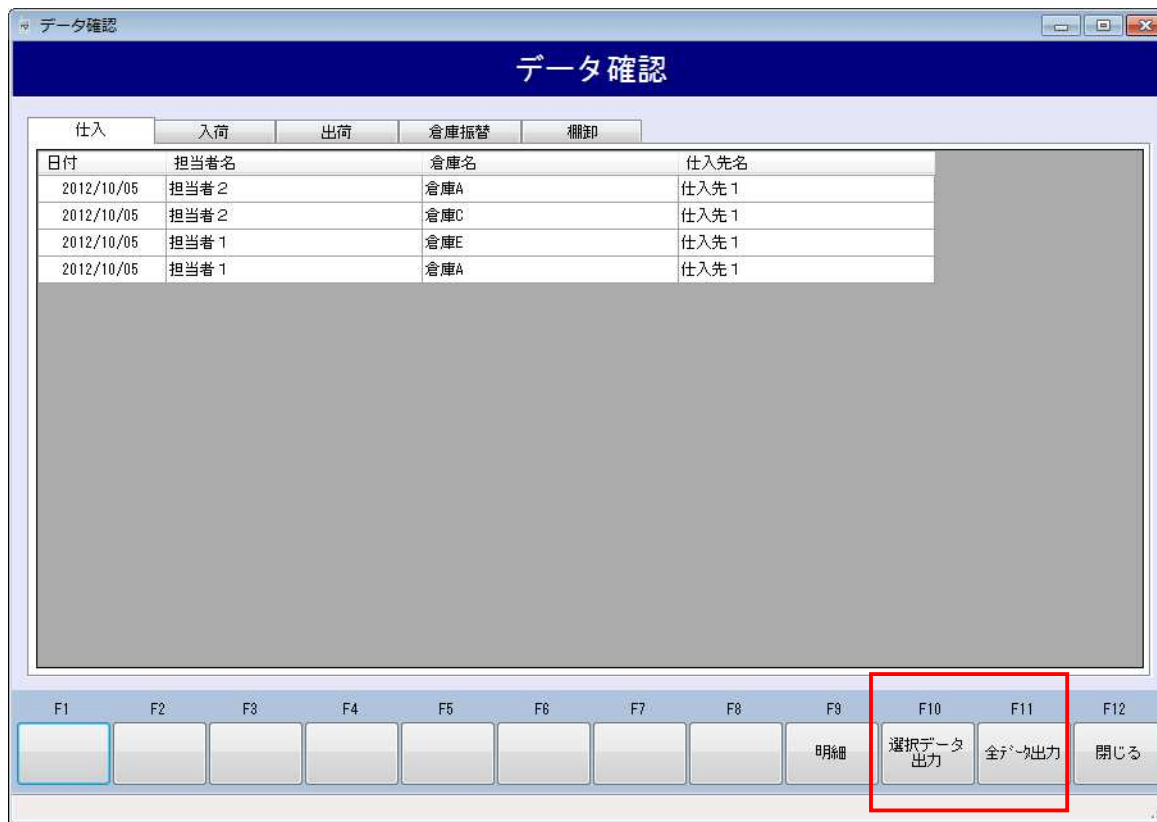 データ確認
データ確認
仕入 入荷 出荷 倉庫振替 棚卸
日付 担当者名 倉庫名 仕入先名
2012/10/05 担当者2 倉庫A 仕入先1
2012/10/05 担当者2 倉庫C 仕入先1
2012/10/05 担当者1 倉庫E 仕入先1
2012/10/05 担当者1 倉庫A 仕入先1
F1 F2 F3 F4 F5 F6 F7 F8 F9 F10 F11 F12
明細 選択データ 全ﾃﾞｰﾀ出力 閉じる
出力